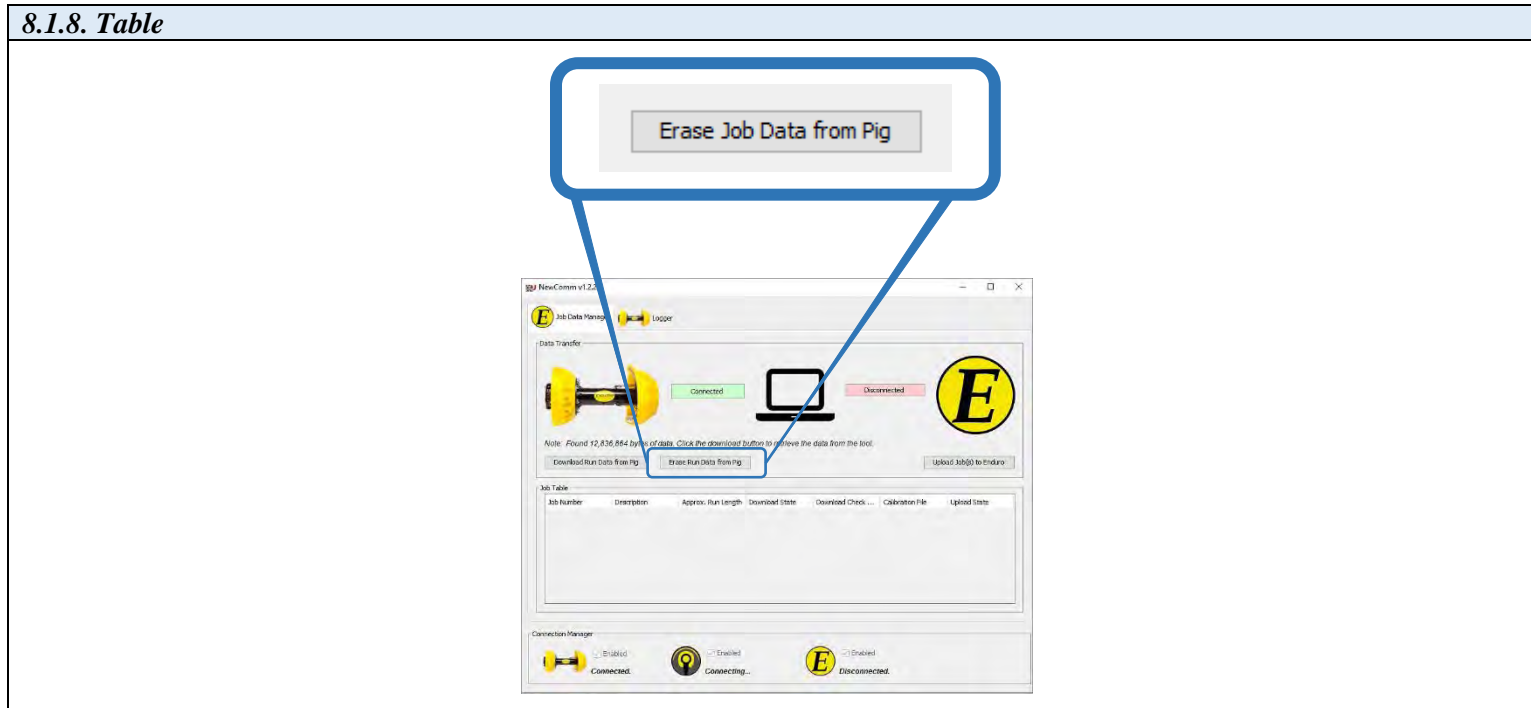 8.1.8. Table
Erase Job Data from Pig
NewComm v1.2.2
Job Data Manag
Logger
Data Transfer
Connected
Disconnected
E
Note: Found 12,836,864 bytes of data. Click the download button to retrieve the data from the tool.
Download Run Data from Pig
Erase Run Data from Pig
Upload Job(s) to Enduro
Job Table
Job Number Description Approx. Run Length Download State Download Check ... Calibration File Upload State
Connection Manager
Enabled Enabled Enabled
Connected. Connecting... Disconnected.